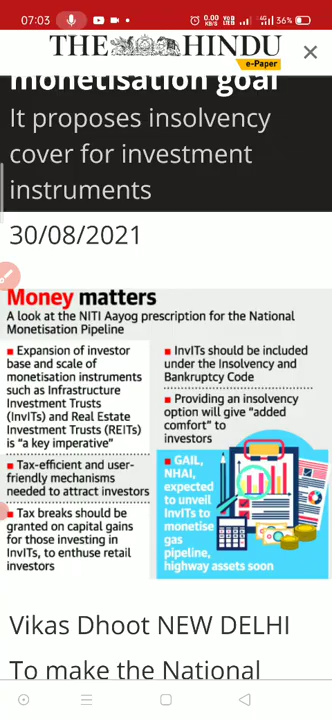 07:03
0.00 KB/S
4G
36%
THE HINDU
e-Paper
monetisation goal
It proposes insolvency
cover for investment
instruments
30/08/2021
Money matters
A look at the NITI Aayog prescription for the National
Monetisation Pipeline
Expansion of investor
base and scale of
monetisation instruments
such as Infrastructure
Investment Trusts
(InvITs) and Real Estate
Investment Trusts (REITs)
is “a key imperative”
Tax-efficient and user-
friendly mechanisms
needed to attract investors
Tax breaks should be
granted on capital gains
for those investing in
InvITs, to enthuse retail
investors
InvITs should be included
under the Insolvency and
Bankruptcy Code
Providing an insolvency
option will give “added
comfort” to
investors
GAIL,
NHAI,
expected
to unveil
InvITs to
monetise
gas
pipeline,
highway assets soon
Vikas Dhoot NEW DELHI
To make the National